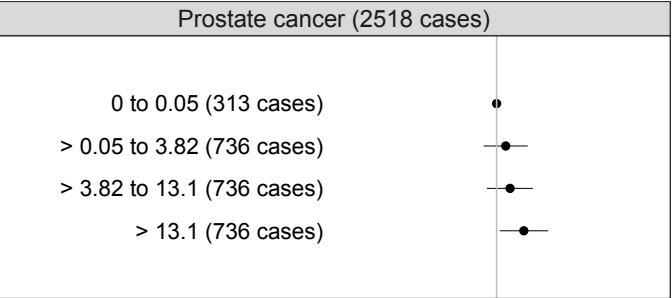 Prostate cancer (2518 cases)
0 to 0.05 (313 cases)
> 0.05 to 3.82 (736 cases)
> 3.82 to 13.1 (736 cases)
> 13.1 (736 cases)